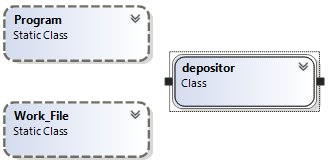 Program
Static Class
depositor
Class
Work_File
Static Class